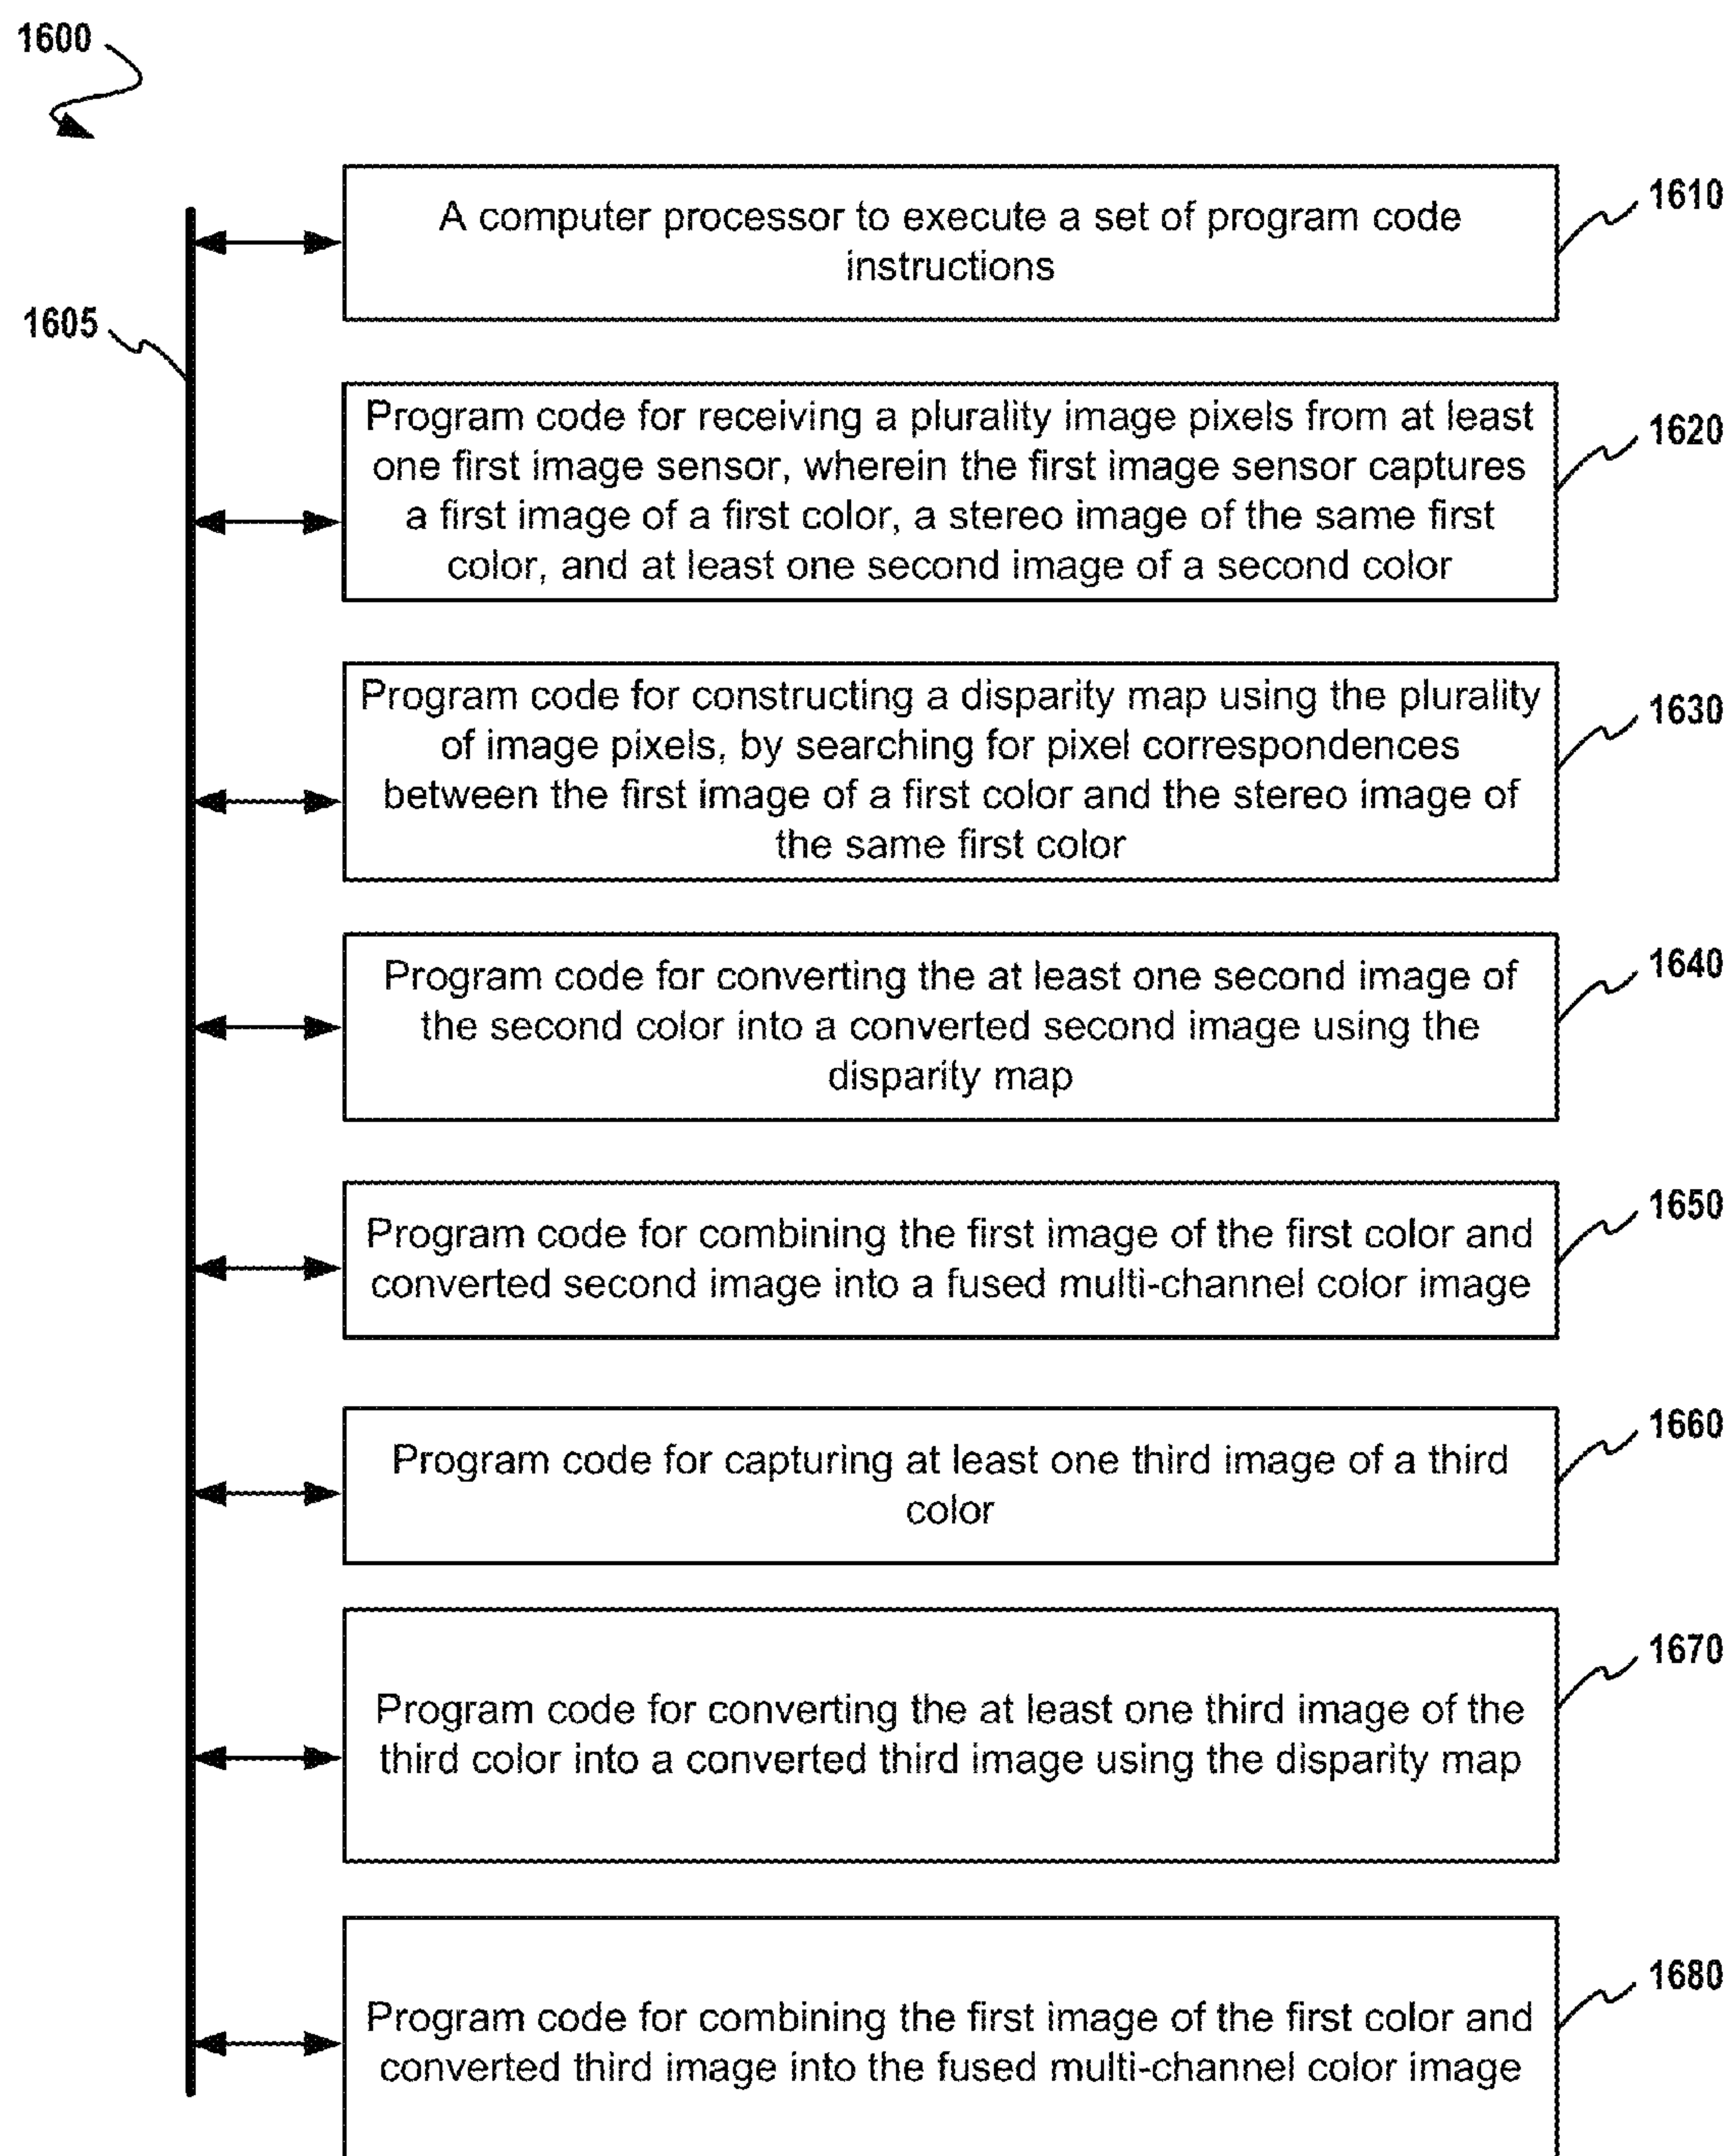 1600
A computer processor to execute a set of program code
instructions
1610
1605
Program code for receiving a plurality image pixels from at least
one first image sensor, wherein the first image sensor captures
a first image of a first color, a stereo image of the same first
color, and at least one second image of a second color
1620
Program code for constructing a disparity map using the plurality
of image pixels, by searching for pixel correspondences
between the first image of a first color and the stereo image of
the same first color
1630
Program code for converting the at least one second image of
the second color into a converted second image using the
disparity map
1640
Program code for combining the first image of the first color and
converted second image into a fused multi-channel color image
1650
Program code for capturing at least one third image of a third
color
1660
Program code for converting the at least one third image of the
third color into a converted third image using the disparity map
1670
Program code for combining the first image of the first color and
converted third image into the fused multi-channel color image
1680